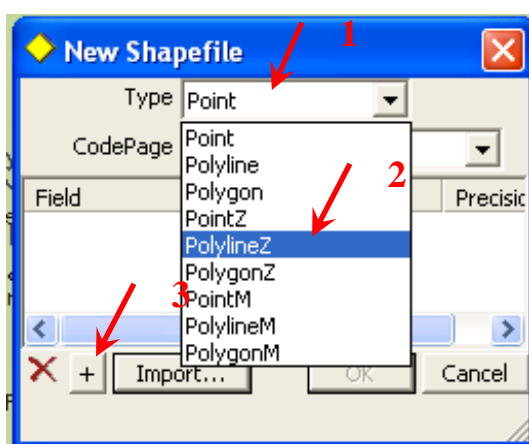 New Shapefile
1
Type Point
CodePage
Point
Polyline
2
Polygon
Field
Precisic
PointZ
PolylineZ
PolygonZ
3
PointM
PolylineM
PolygonM
+
Import...
OK
Cancel